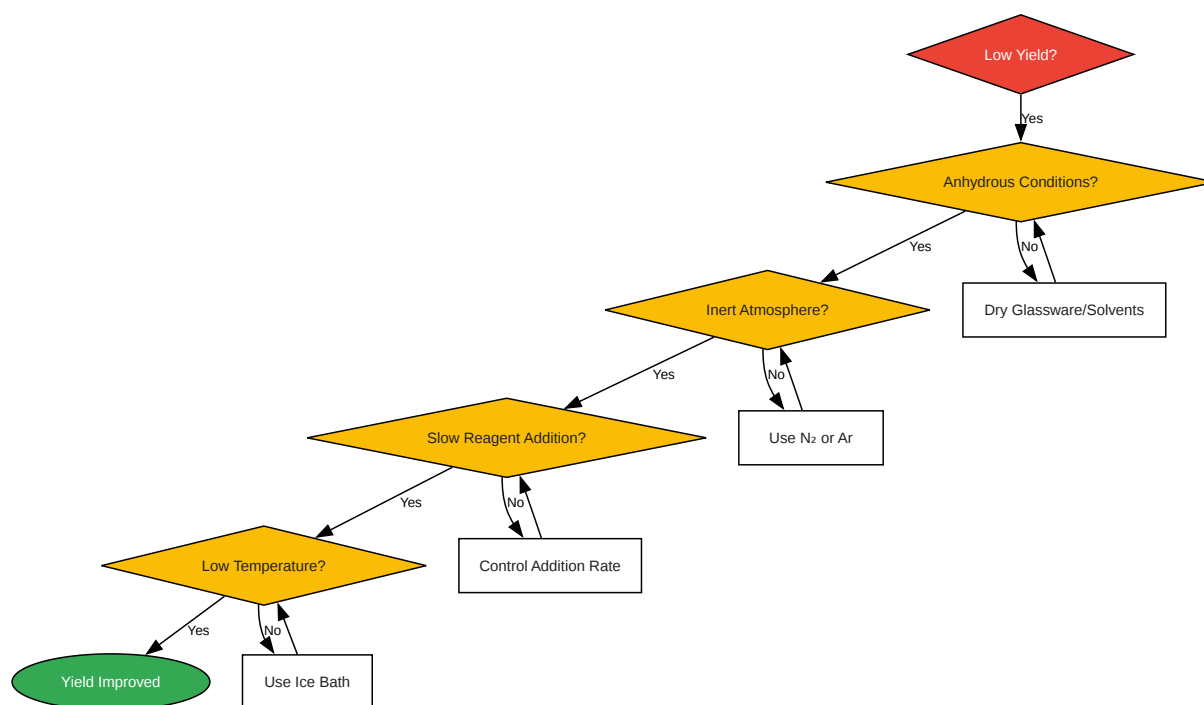 Low Yield?
Yes
Anhydrous Conditions?
Yes
No
Inert Atmosphere?
Dry Glassware/Solvents
Yes
No
Slow Reagent Addition?
Use N₂ or Ar
Yes
No
Low Temperature?
Control Addition Rate
Yes
No
Yield Improved
Use Ice Bath